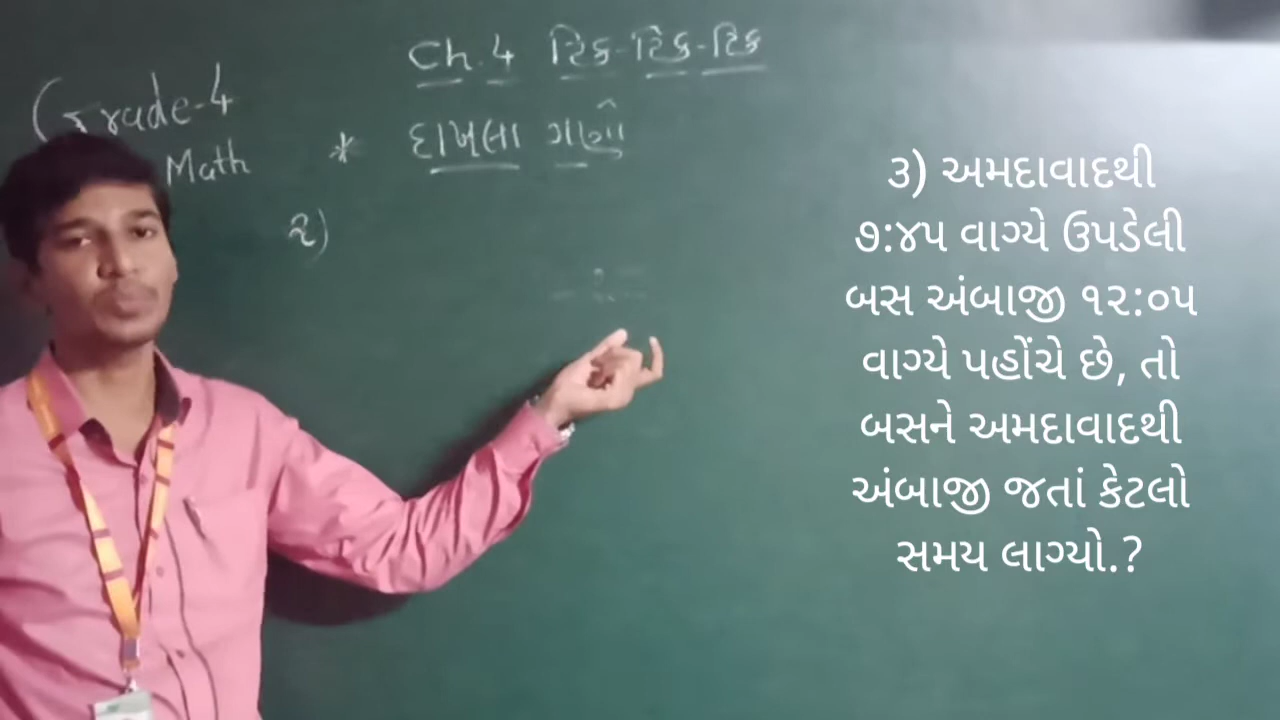 Ch. 4 ટિક-ટિક-ટિક
Grade-4
Math
* દાખલા ગણો
૨)
૩) અમદાવાદથી
૭:૪૫ વાગ્યે ઉપડેલી
બસ અંબાજી ૧૨:૦૫
વાગ્યે પહોંચે છે, તો
બસને અમદાવાદથી
અંબાજી જતાં કેટલો
સમય લાગ્યો.?